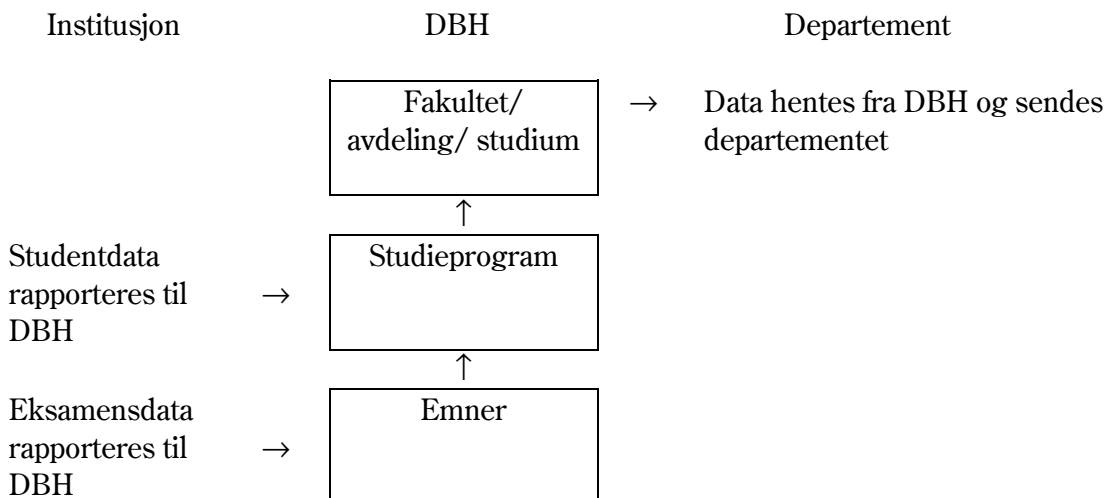 Institusjon DBH Departement
Fakultet/ → Data hentes fra DBH og sendes
avdeling/ studium departementet
↑
Studentdata Studieprogram
rapporteres til →
DBH
↑
Eksamensdata Emner
rapporteres til →
DBH